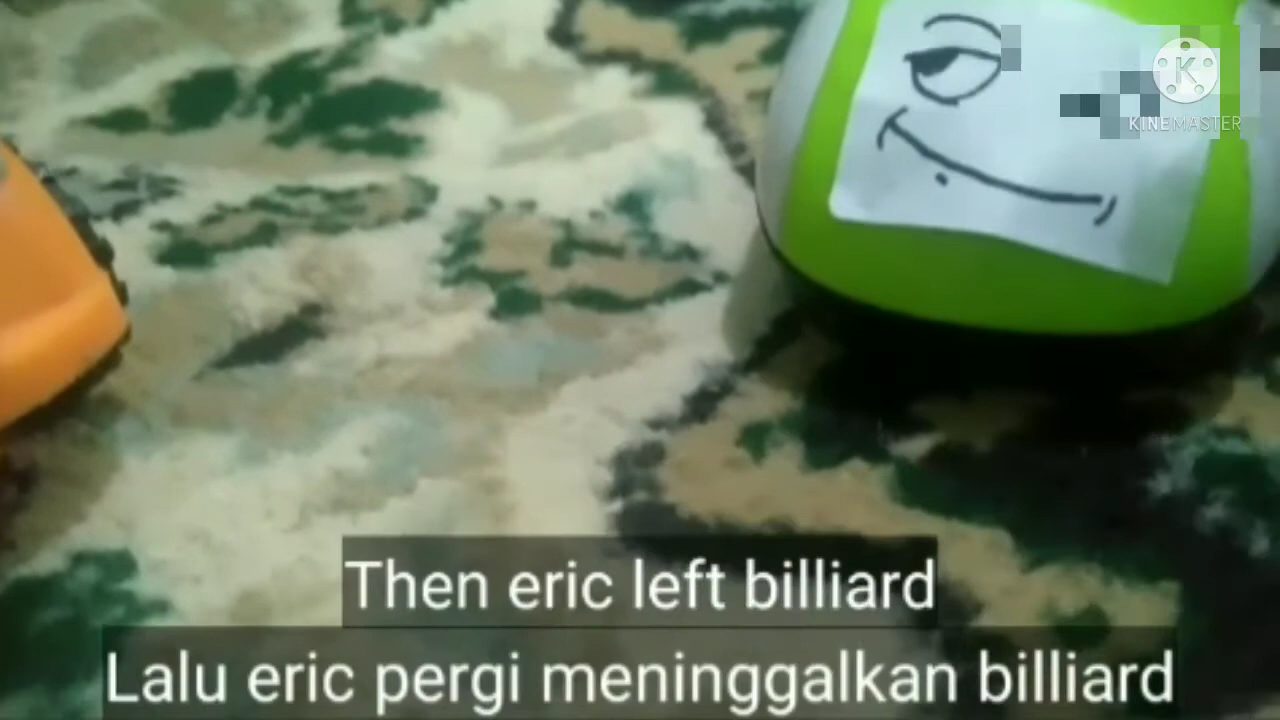 K
KINEMASTER
Then eric left billiard
Lalu eric pergi meninggalkan billiard